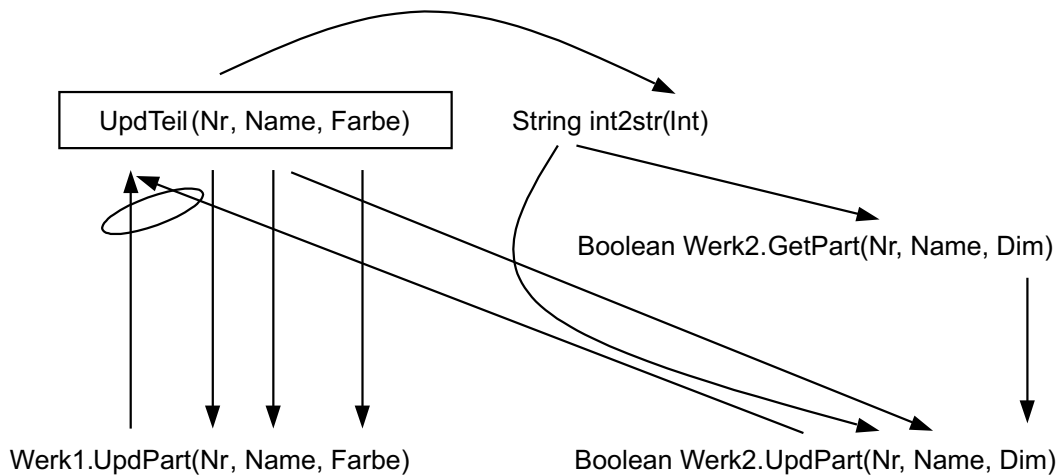 UpdTeil(Nr, Name, Farbe)
String int2str(Int)
Boolean Werk2.GetPart(Nr, Name, Dim)
Werk1.UpdPart(Nr, Name, Farbe)
Boolean Werk2.UpdPart(Nr, Name, Dim)